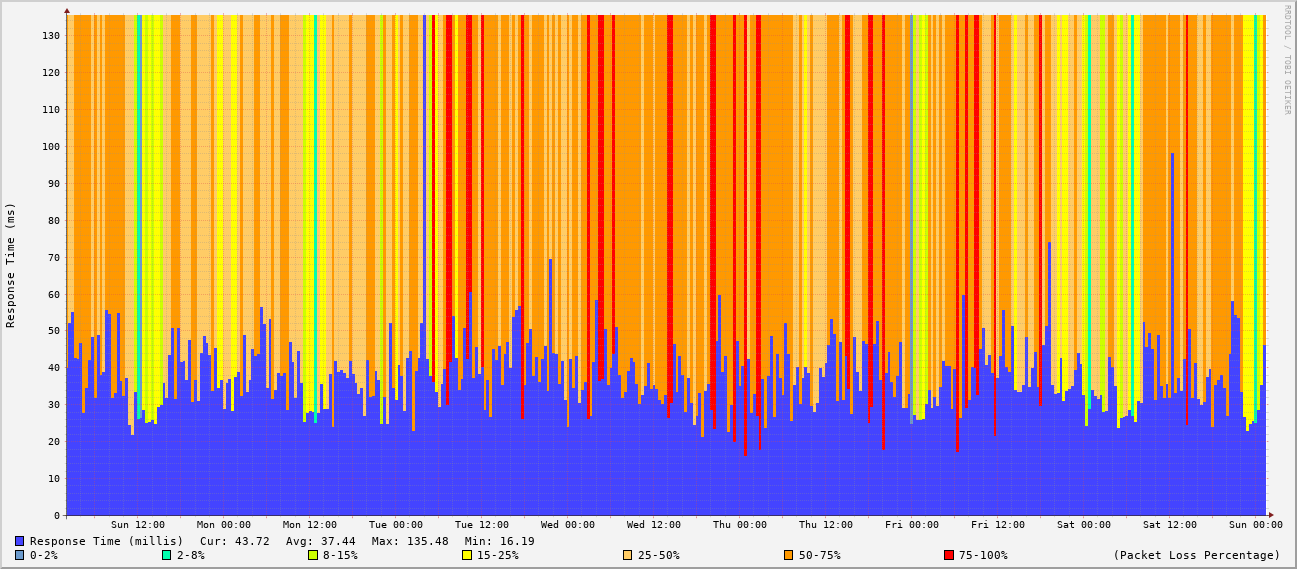 RRDTOOL / TOBI OETIKER
Response Time (ms)
130
120
110
100
90
80
70
60
50
40
30
20
10
0
Sun 12:00 Mon 00:00 Mon 12:00 Tue 00:00 Tue 12:00 Wed 00:00 Wed 12:00 Thu 00:00 Thu 12:00 Fri 00:00 Fri 12:00 Sat 00:00 Sat 12:00 Sun 00:00
Response Time (millis) Cur: 43.72 Avg: 37.44 Max: 135.48 Min: 16.19
0-2% 2-8% 8-15% 15-25% 25-50% 50-75% 75-100% (Packet Loss Percentage)